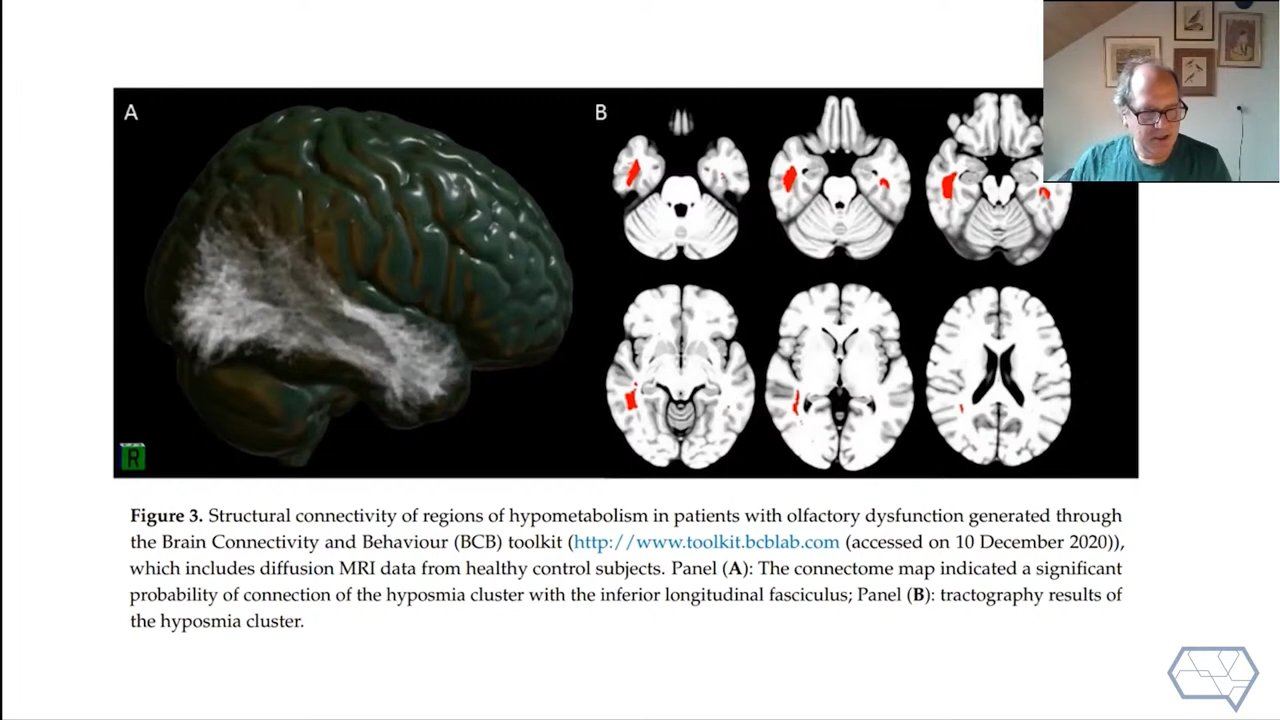 A
B
R
Figure 3. Structural connectivity of regions of hypometabolism in patients with olfactory dysfunction generated through
the Brain Connectivity and Behaviour (BCB) toolkit (http://www.toolkit.bcblab.com (accessed on 10 December 2020)),
which includes diffusion MRI data from healthy control subjects. Panel (A): The connectome map indicated a significant
probability of connection of the hyposmia cluster with the inferior longitudinal fasciculus; Panel (B): tractography results of
the hyposmia cluster.